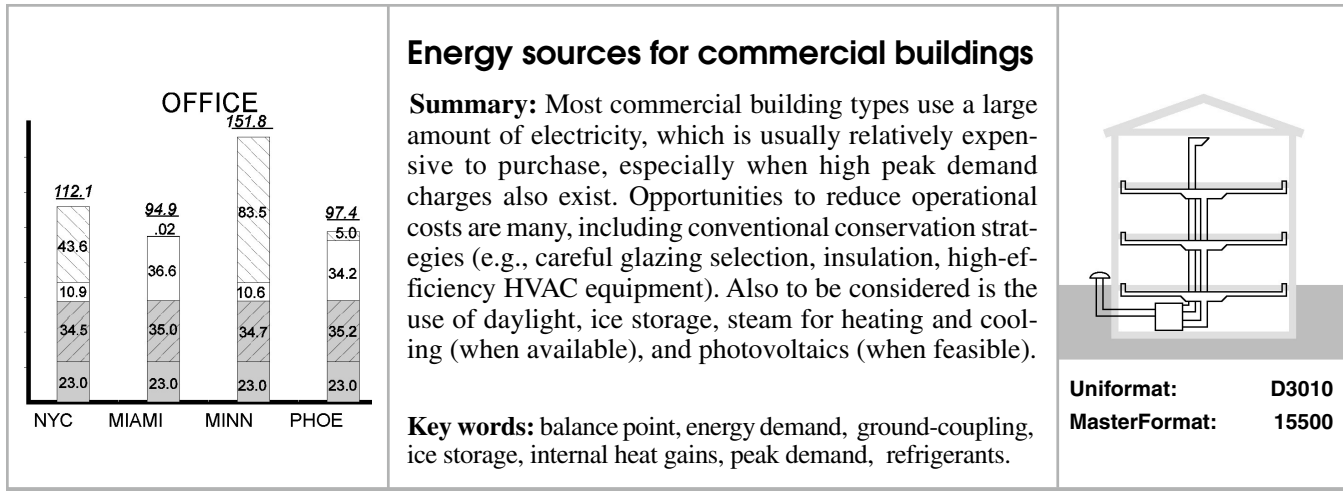 OFFICE
151.8
112.1
94.9
97.4
.02
83.5
5.0
43.6
36.6
34.2
10.9
10.6
34.5
35.0
34.7
35.2
23.0
23.0
23.0
23.0
NYC MIAMI MINN PHOE
Energy sources for commercial buildings
Summary: Most commercial building types use a large
amount of electricity, which is usually relatively expen-
sive to purchase, especially when high peak demand
charges also exist. Opportunities to reduce operational
costs are many, including conventional conservation strat-
egies (e.g., careful glazing selection, insulation, high-ef-
ficiency HVAC equipment). Also to be considered is the
use of daylight, ice storage, steam for heating and cool-
ing (when available), and photovoltaics (when feasible).
Key words: balance point, energy demand, ground-coupling,
ice storage, internal heat gains, peak demand, refrigerants.
Uniformat: D3010
MasterFormat: 15500